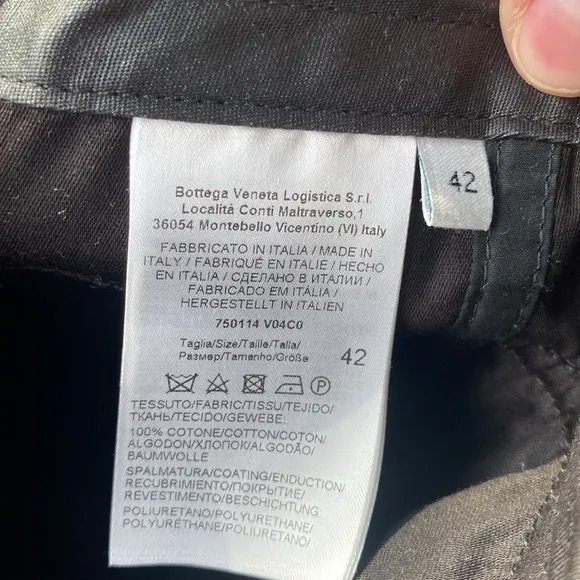 Bottega Veneta Logistica S.r.l.
Località Conti Maltraverso,1
36054 Montebello Vicentino (VI) Italy
FABBRICATO IN ITALIA / MADE IN
ITALY / FABRIQUÉ EN ITALIE / HECHO
EN ITALIA / СДЕЛАНО В ИТАЛИИ /
FABRICADO EM ITÁLIA /
HERGESTELLT IN ITALIEN
750114 V04C0
Taglia/Size/Taille/Talla/
Размер/Tamanho/Größe 42
P
TESSUTO/FABRIC/TISSU/TEJIDO/
ТКАНЬ/TECIDO/GEWEBE:
100% COTONE/COTTON/COTON/
ALGODON/ХЛОПОК/ALGODÃO/
BAUMWOLLE
SPALMATURA/COATING/ENDUCTION/
RECUBRIMIENTO/ПОКРЫТИЕ/
REVESTIMENTO/BESCHICHTUNG:
POLIURETANO/POLYURETHANE/
POLYURÉTHANE/POLIURETANO/
42